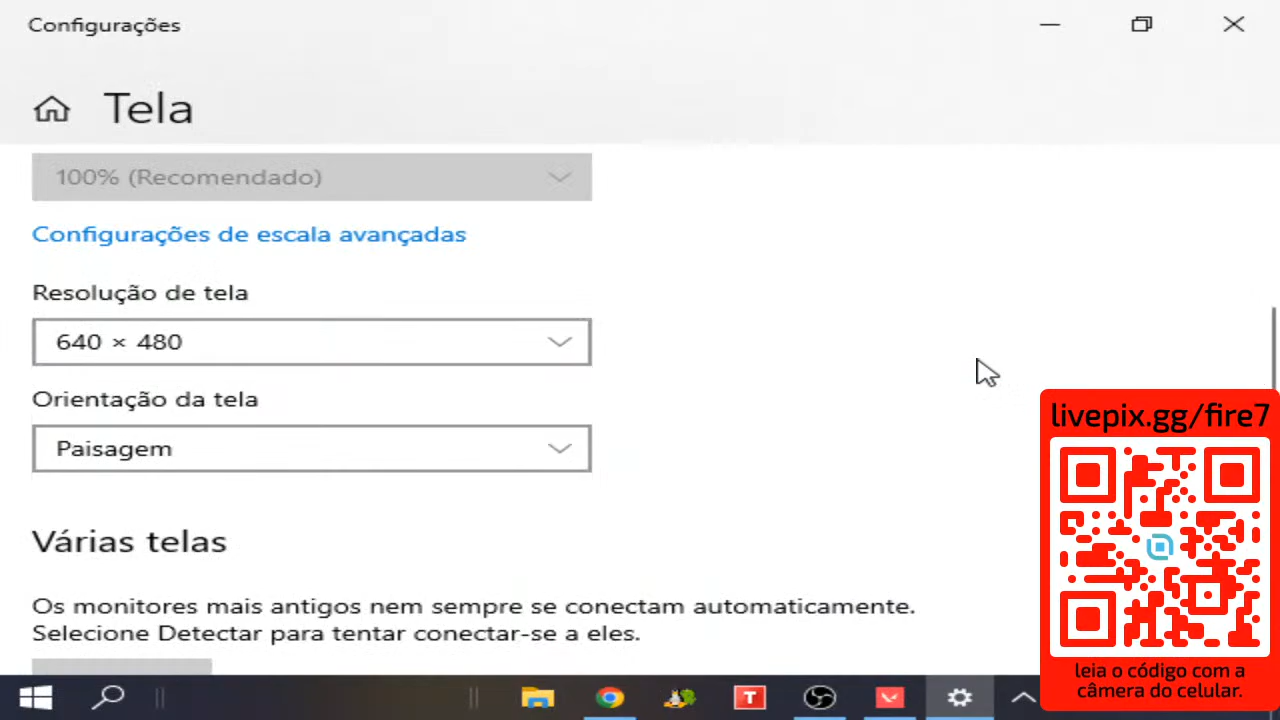 Configurações
Tela
100% (Recomendado)
Configurações de escala avançadas
Resolução de tela
640 × 480
Orientação da tela
Paisagem
Várias telas
Os monitores mais antigos nem sempre se conectam automaticamente.
Selecione Detectar para tentar conectar-se a eles.
livepix.gg/fire7
leia o código com a
câmera do celular.
T